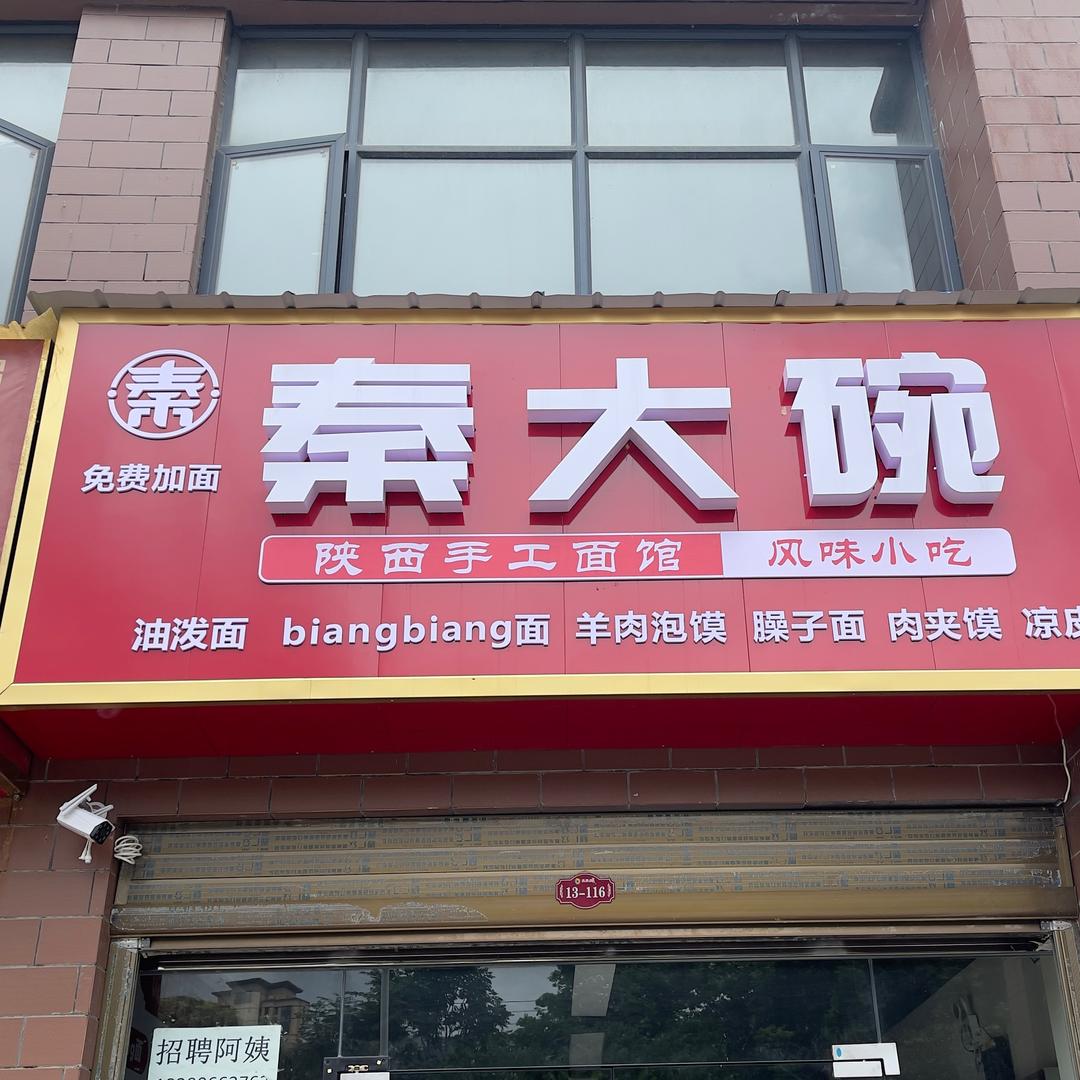 秦
免费加面
秦大碗
陕西手工面馆 风味小吃
油泼面 biangbiang面 羊肉泡馍 臊子面 肉夹馍 凉皮
13-116
招聘阿姨